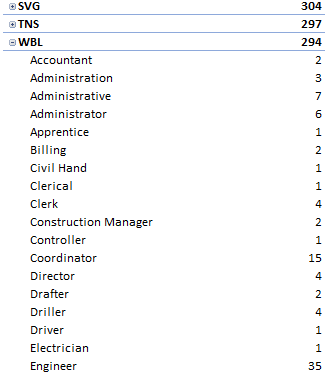 SVG 304
TNS 297
WBL 294
Accountant 2
Administration 3
Administrative 7
Administrator 6
Apprentice 1
Billing 2
Civil Hand 1
Clerical 1
Clerk 4
Construction Manager 2
Controller 1
Coordinator 15
Director 4
Drafter 2
Driller 4
Driver 1
Electrician 1
Engineer 35